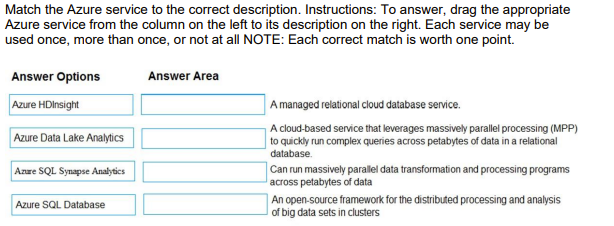 Match the Azure service to the correct description. Instructions: To answer, drag the appropriate
Azure service from the column on the left to its description on the right. Each service may be
used once, more than once, or not at all NOTE: Each correct match is worth one point.
Answer Options
Answer Area
Azure HDInsight
A managed relational cloud database service.
Azure Data Lake Analytics
A cloud-based service that leverages massively parallel processing (MPP)
to quickly run complex queries across petabytes of data in a relational
database.
Azure SQL Synapse Analytics
Can run massively parallel data transformation and processing programs
across petabytes of data
Azure SQL Database
An open-source framework for the distributed processing and analysis
of big data sets in clusters